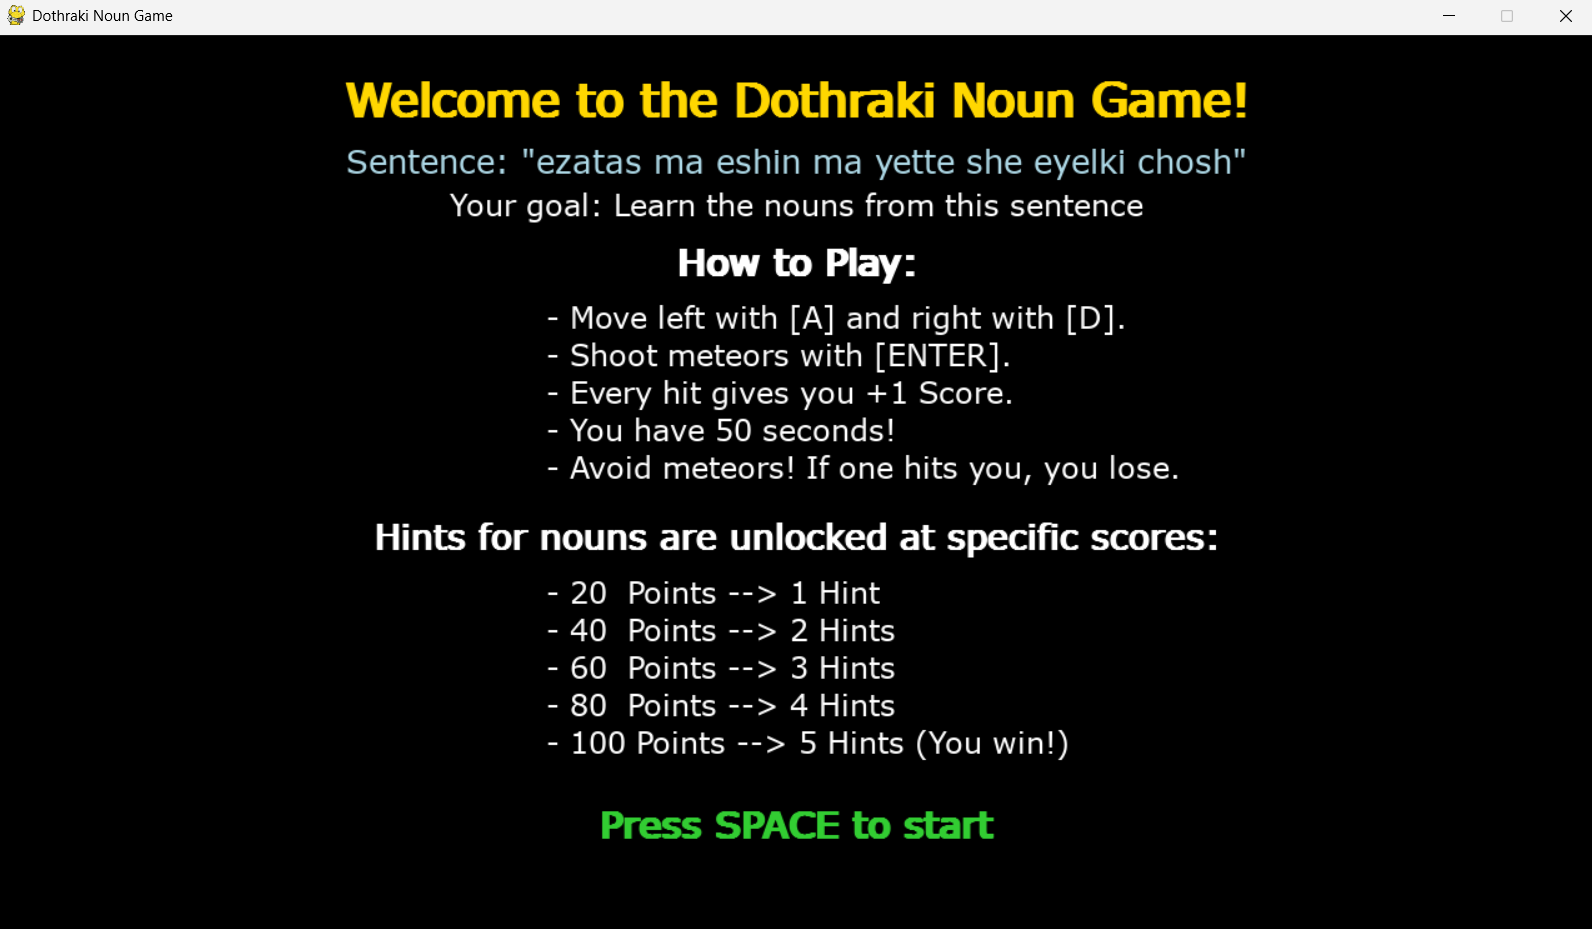 Dothraki Noun Game
Welcome to the Dothraki Noun Game!
Sentence: "ezatas ma eshin ma yette she eyelki chosh"
Your goal: Learn the nouns from this sentence
How to Play:
- Move left with [A] and right with [D].
- Shoot meteors with [ENTER].
- Every hit gives you +1 Score.
- You have 50 seconds!
- Avoid meteors! If one hits you, you lose.
Hints for nouns are unlocked at specific scores:
- 20  Points --> 1 Hint
- 40  Points --> 2 Hints
- 60  Points --> 3 Hints
- 80  Points --> 4 Hints
- 100 Points --> 5 Hints (You win!)
Press SPACE to start